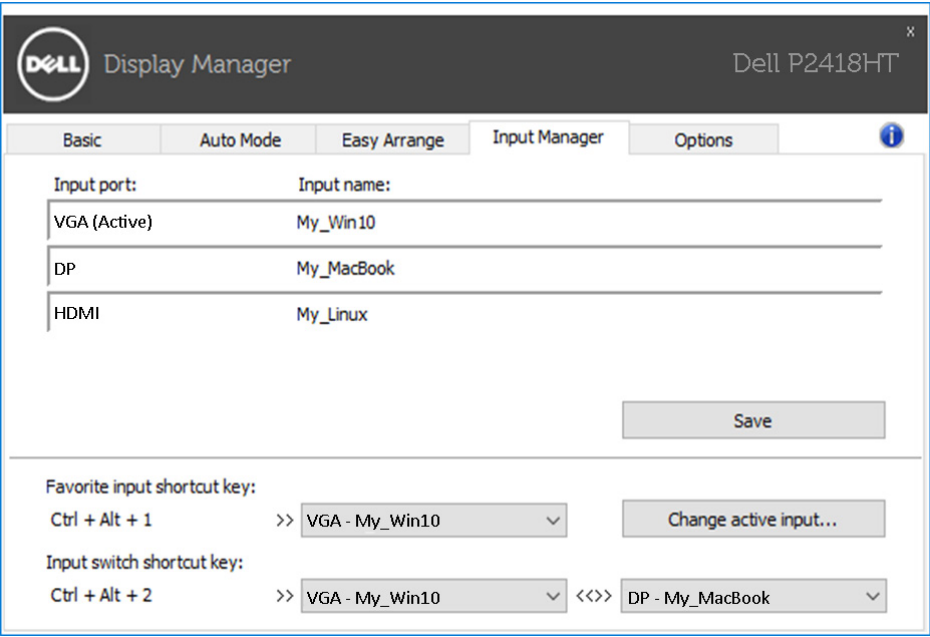 DELL Display Manager Dell P2418HT x
Basic Auto Mode Easy Arrange Input Manager Options i
Input port: Input name:
VGA (Active) My_Win10
DP My_MacBook
HDMI My_Linux
Save
Favorite input shortcut key:
Ctrl + Alt + 1 >> VGA - My_Win10 Change active input...
Input switch shortcut key:
Ctrl + Alt + 2 >> VGA - My_Win10 <<>> DP - My_MacBook